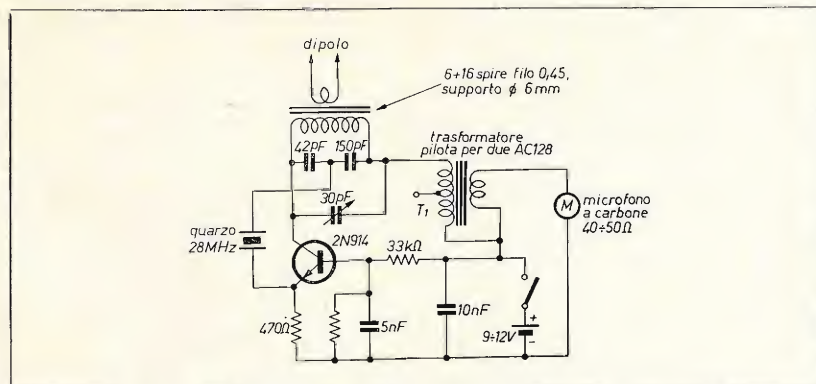 dipolo
6+16 spire filo 0,45,
supporto ϕ 6mm
42pF
150pF
trasformatore
pilota per due AC128
30pF
T1
M
microfono
a carbone
40÷50Ω
quarzo
28MHz
2N914
33kΩ
470Ω
5nF
10nF
+
9÷12V
-